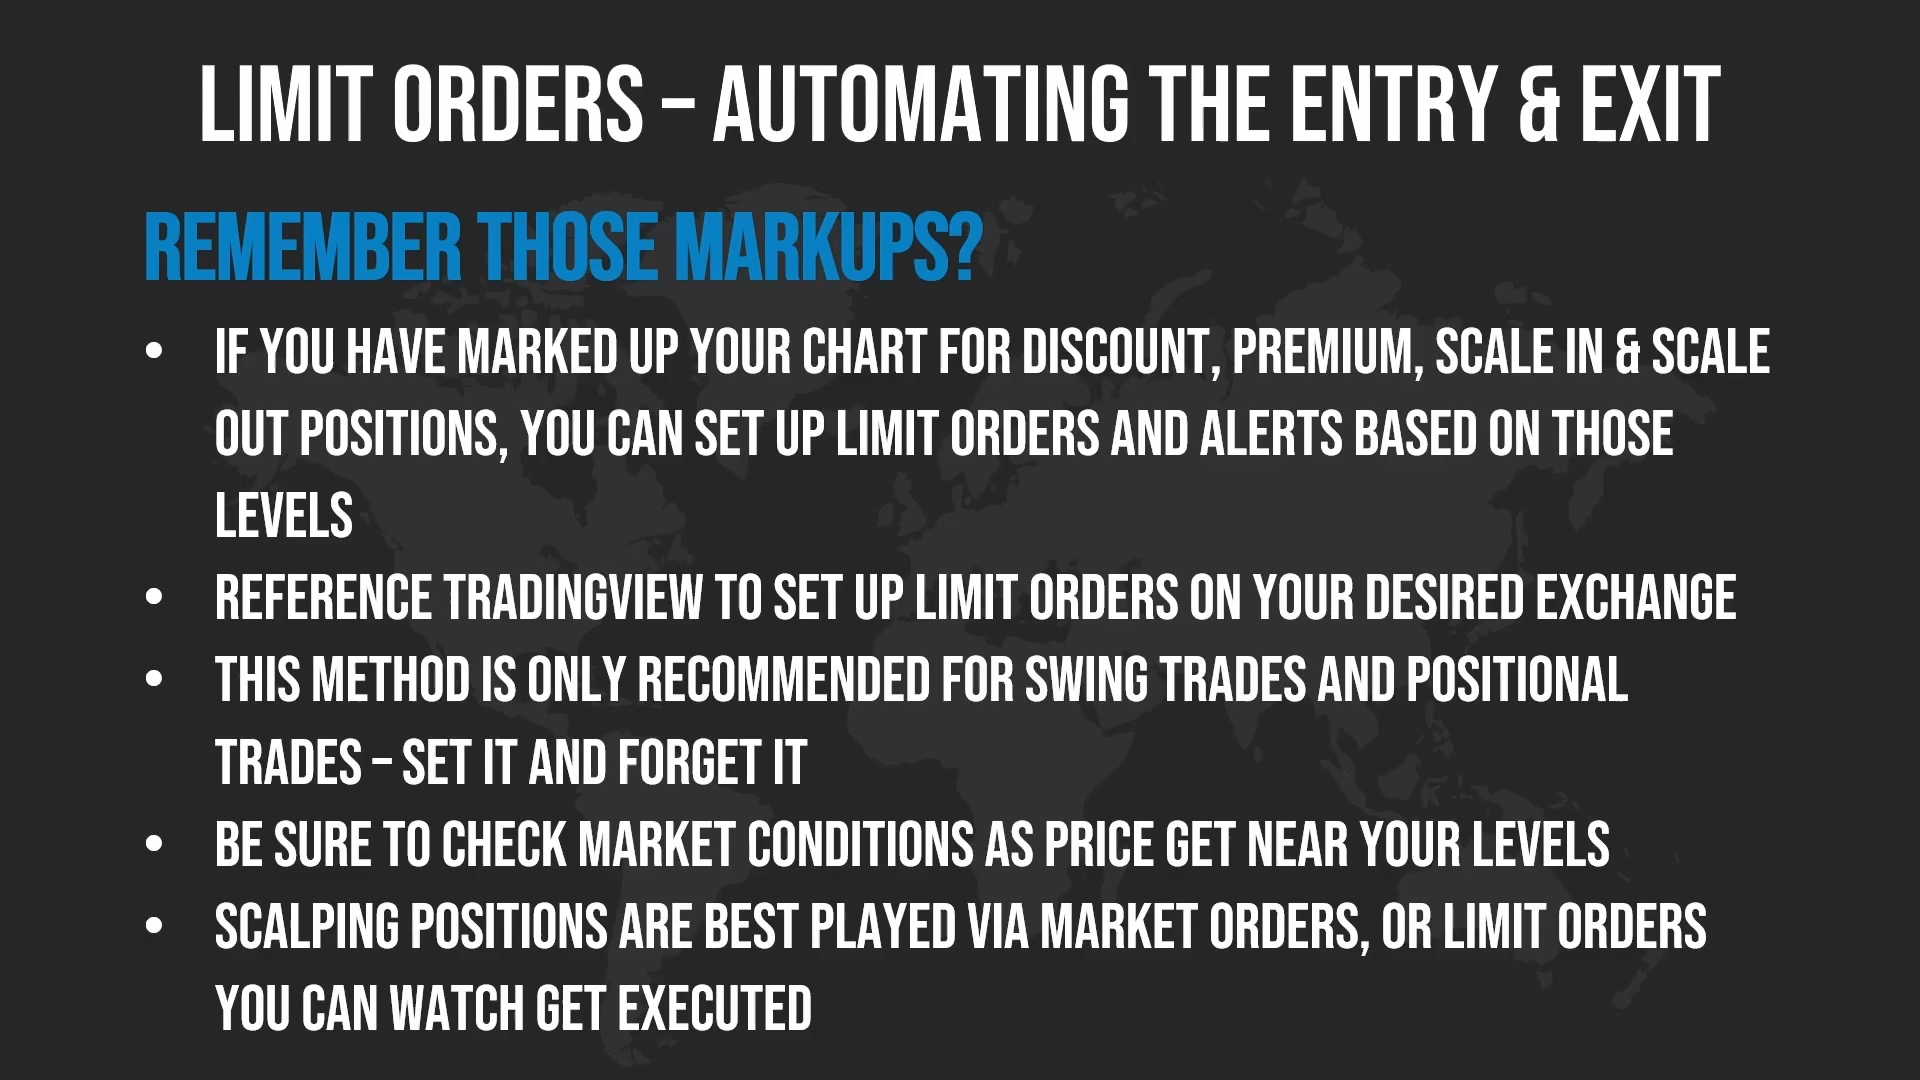 LIMIT ORDERS – AUTOMATING THE ENTRY & EXIT
REMEMBER THOSE MARKUPS?
• IF YOU HAVE MARKED UP YOUR CHART FOR DISCOUNT, PREMIUM, SCALE IN & SCALE
OUT POSITIONS, YOU CAN SET UP LIMIT ORDERS AND ALERTS BASED ON THOSE
LEVELS
• REFERENCE TRADINGVIEW TO SET UP LIMIT ORDERS ON YOUR DESIRED EXCHANGE
• THIS METHOD IS ONLY RECOMMENDED FOR SWING TRADES AND POSITIONAL
TRADES – SET IT AND FORGET IT
• BE SURE TO CHECK MARKET CONDITIONS AS PRICE GET NEAR YOUR LEVELS
• SCALPING POSITIONS ARE BEST PLAYED VIA MARKET ORDERS, OR LIMIT ORDERS
YOU CAN WATCH GET EXECUTED